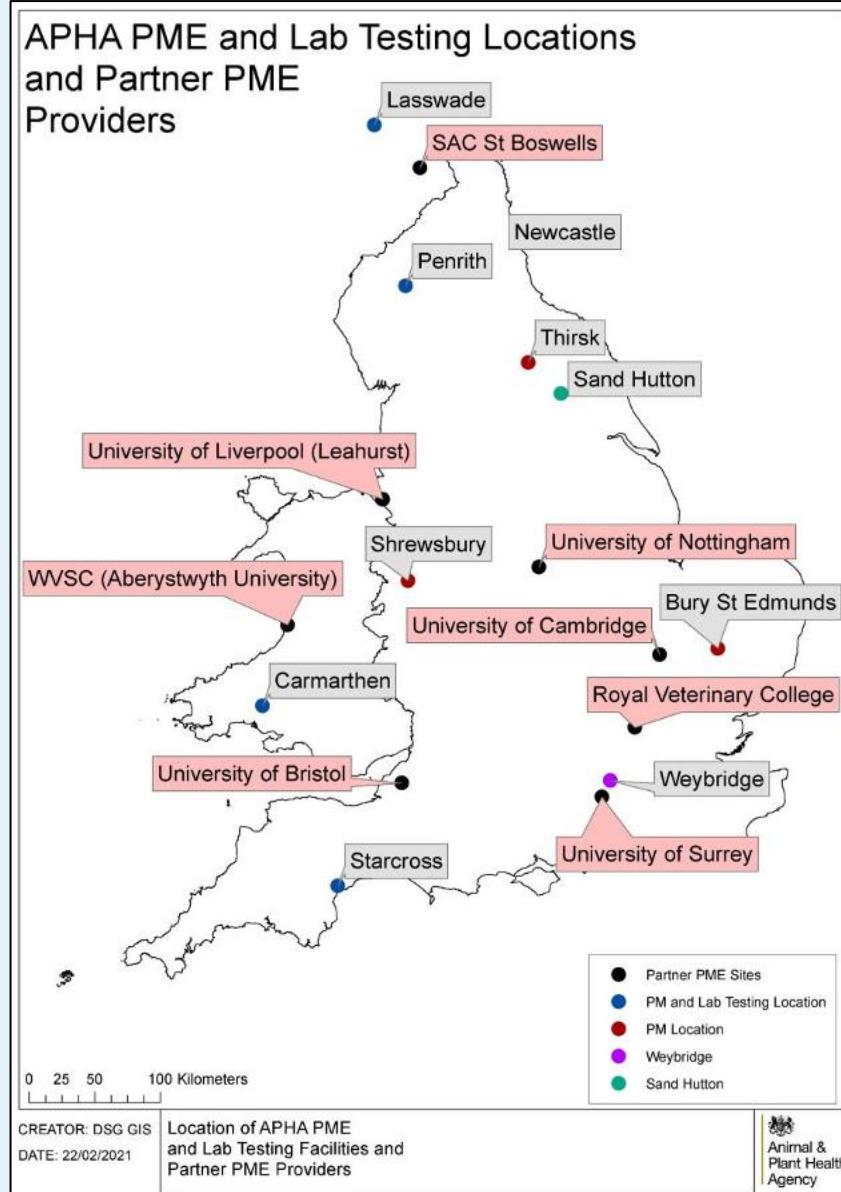 APHA PME and Lab Testing Locations
and Partner PME
Providers
Lasswade
SAC St Boswells
Newcastle
Penrith
Thirsk
Sand Hutton
University of Liverpool (Leahurst)
Shrewsbury
University of Nottingham
WVSC (Aberystwyth University)
Bury St Edmunds
University of Cambridge
Carmarthen
Royal Veterinary College
University of Bristol
Weybridge
University of Surrey
Starcross
Partner PME Sites
PM and Lab Testing Location
PM Location
Weybridge
Sand Hutton
0 25 50 100 Kilometers
CREATOR: DSG GIS
DATE: 22/02/2021
Location of APHA PME
and Lab Testing Facilities and
Partner PME Providers
Animal &
Plant Health
Agency